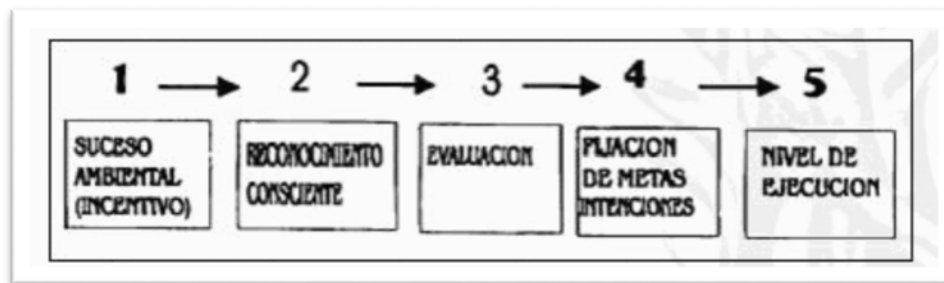 1 → 2 → 3 → 4 → 5
SUCESO
AMBIENTAL
(INCENTIVO)
RECONOCIMIENTO
CONSCIENTE
EVALUACION
FIJACION
DE METAS
INTENCIONES
NIVEL DE
EJECUCION